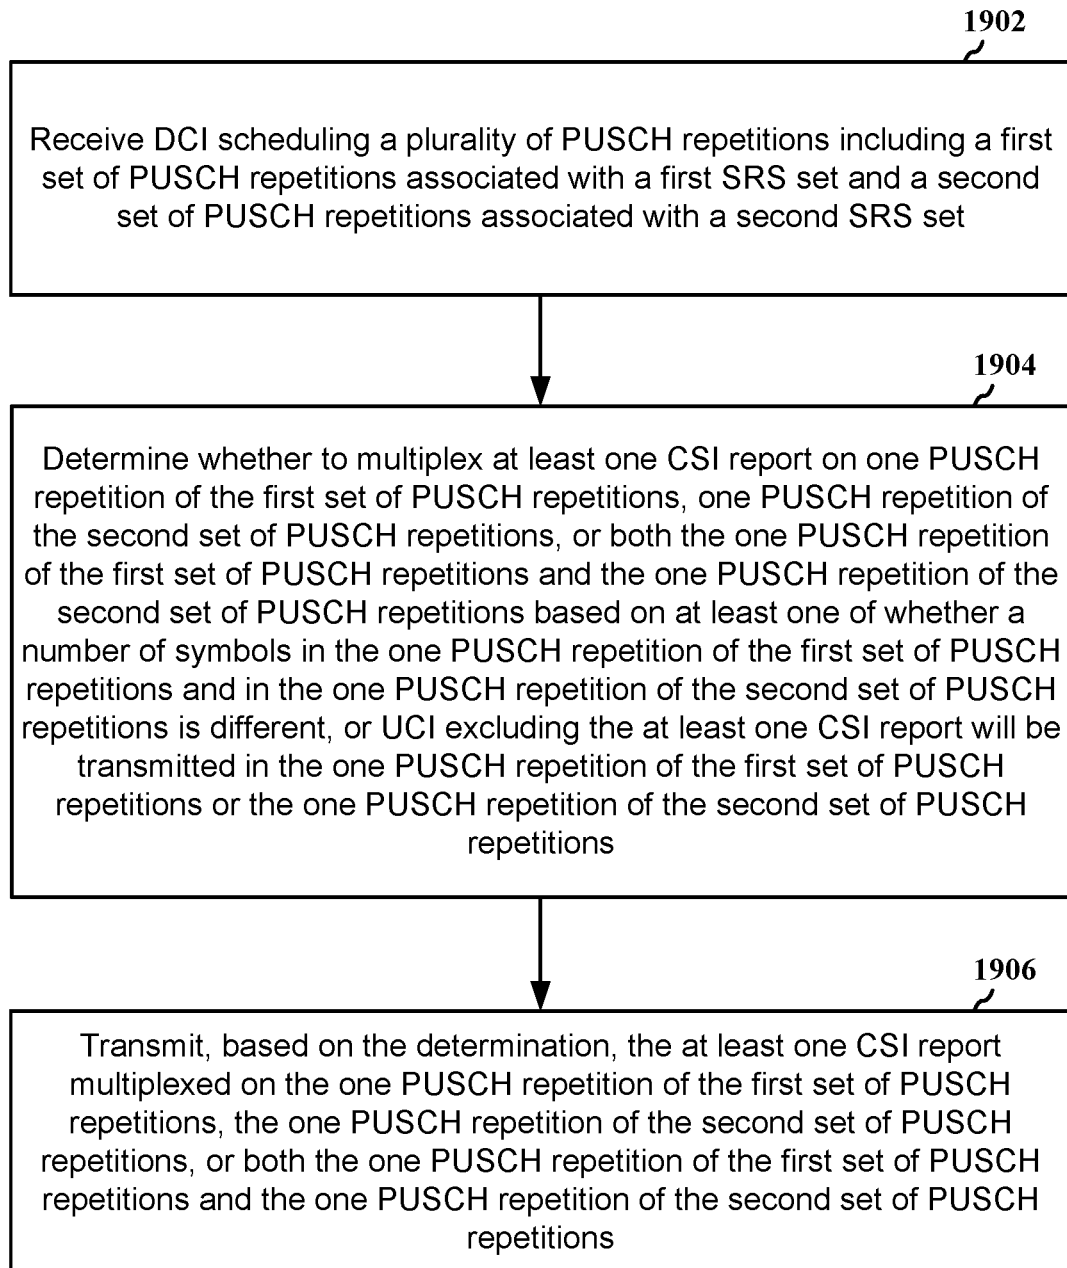 1902
Receive DCI scheduling a plurality of PUSCH repetitions including a first
set of PUSCH repetitions associated with a first SRS set and a second
set of PUSCH repetitions associated with a second SRS set
1904
Determine whether to multiplex at least one CSI report on one PUSCH
repetition of the first set of PUSCH repetitions, one PUSCH repetition of
the second set of PUSCH repetitions, or both the one PUSCH repetition
of the first set of PUSCH repetitions and the one PUSCH repetition of the
second set of PUSCH repetitions based on at least one of whether a
number of symbols in the one PUSCH repetition of the first set of PUSCH
repetitions and in the one PUSCH repetition of the second set of PUSCH
repetitions is different, or UCI excluding the at least one CSI report will be
transmitted in the one PUSCH repetition of the first set of PUSCH
repetitions or the one PUSCH repetition of the second set of PUSCH
repetitions
1906
Transmit, based on the determination, the at least one CSI report
multiplexed on the one PUSCH repetition of the first set of PUSCH
repetitions, the one PUSCH repetition of the second set of PUSCH
repetitions, or both the one PUSCH repetition of the first set of PUSCH
repetitions and the one PUSCH repetition of the second set of PUSCH
repetitions